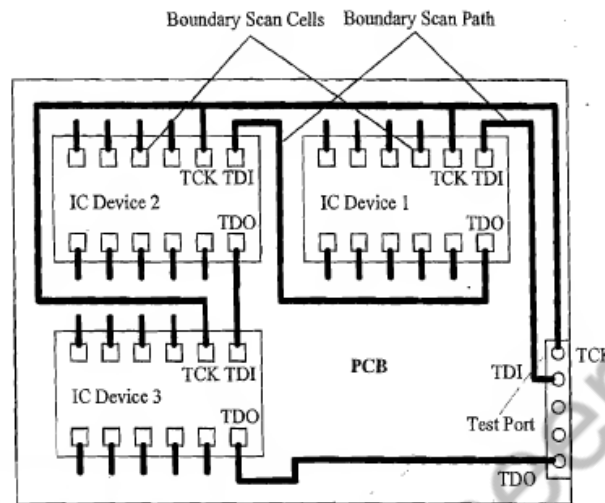 Boundary Scan Cells Boundary Scan Path
TCK TDI
IC Device 2
TDO
TCK TDI
IC Device 1
TDO
TCK TDI
IC Device 3
TDO
PCB
TCK
TDI
Test Port
TDO